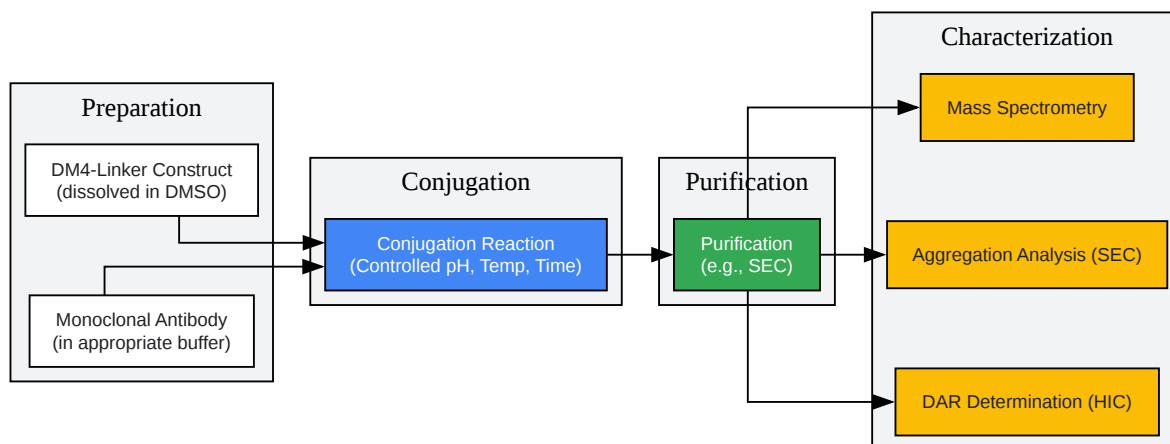 Preparation
DM4-Linker Construct
(dissolved in DMSO)
Monoclonal Antibody
(in appropriate buffer)
Conjugation
Conjugation Reaction
(Controlled pH, Temp, Time)
Purification
Purification
(e.g., SEC)
Characterization
Mass Spectrometry
Aggregation Analysis (SEC)
DAR Determination (HIC)